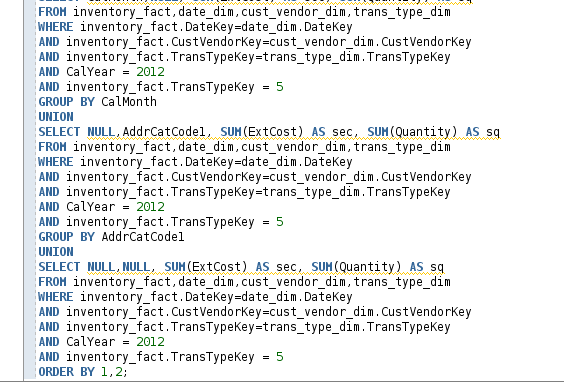 FROM inventory_fact,date_dim,cust_vendor_dim,trans_type_dim
WHERE inventory_fact.DateKey=date_dim.DateKey
AND inventory_fact.CustVendorKey=cust_vendor_dim.CustVendorKey
AND inventory_fact.TransTypeKey=trans_type_dim.TransTypeKey
AND CalYear = 2012
AND inventory_fact.TransTypeKey = 5
GROUP BY CalMonth
UNION
SELECT NULL,AddrCatCode1, SUM(ExtCost) AS sec, SUM(Quantity) AS sq
FROM inventory_fact,date_dim,cust_vendor_dim,trans_type_dim
WHERE inventory_fact.DateKey=date_dim.DateKey
AND inventory_fact.CustVendorKey=cust_vendor_dim.CustVendorKey
AND inventory_fact.TransTypeKey=trans_type_dim.TransTypeKey
AND CalYear = 2012
AND inventory_fact.TransTypeKey = 5
GROUP BY AddrCatCode1
UNION
SELECT NULL,NULL, SUM(ExtCost) AS sec, SUM(Quantity) AS sq
FROM inventory_fact,date_dim,cust_vendor_dim,trans_type_dim
WHERE inventory_fact.DateKey=date_dim.DateKey
AND inventory_fact.CustVendorKey=cust_vendor_dim.CustVendorKey
AND inventory_fact.TransTypeKey=trans_type_dim.TransTypeKey
AND CalYear = 2012
AND inventory_fact.TransTypeKey = 5
ORDER BY 1,2;